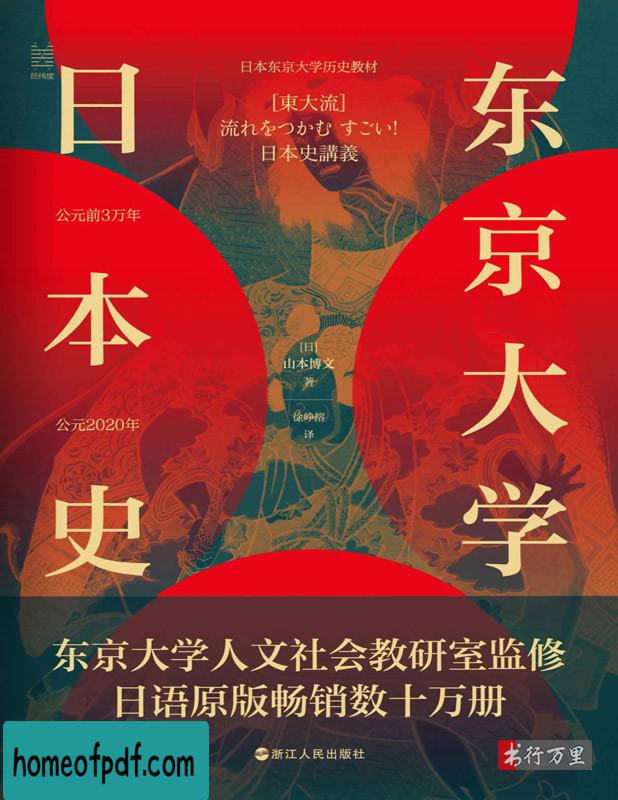 经纬度
日本东京大学历史教材
[東大流]
流れをつかむ すごい!
日本史講義
东京大学
日本史
公元前3万年
公元2020年
[日]
山本博文
著
徐峥榕
译
东京大学人文社会教研室监修
日语原版畅销数十万册
浙江人民出版社
homeofpdf.com
书行万里